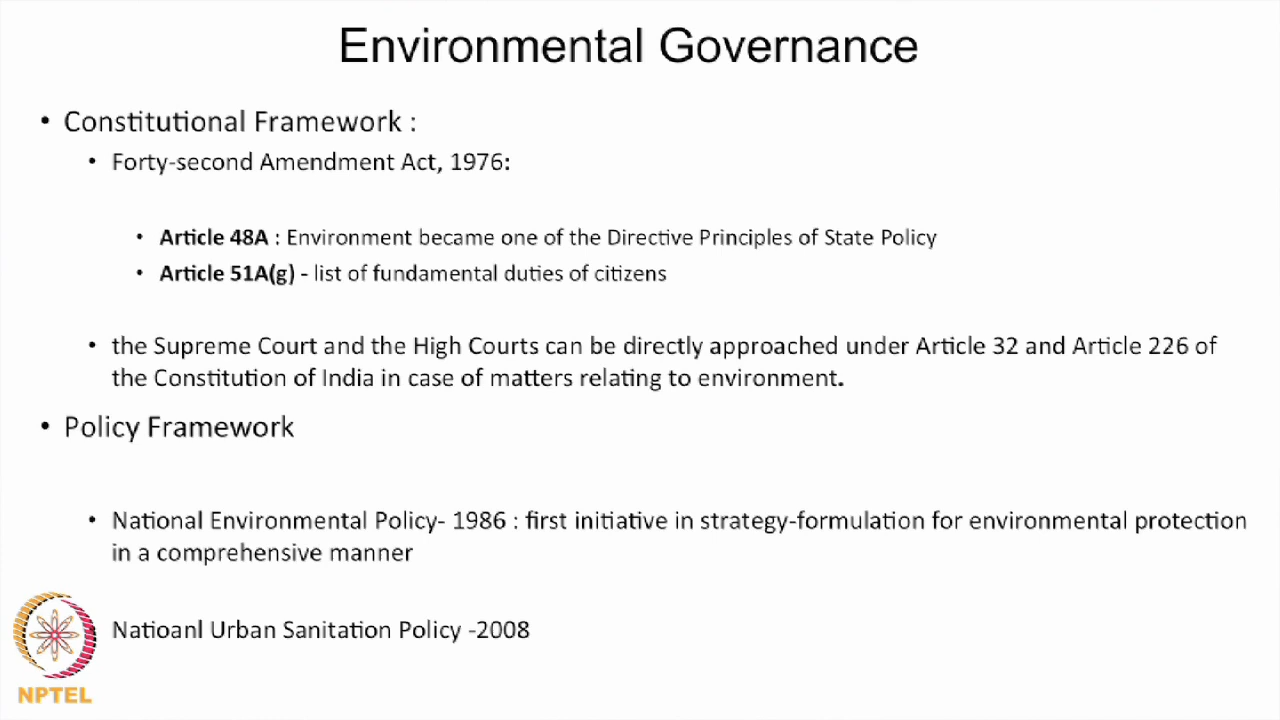 Environmental Governance
• Constitutional Framework :
• Forty-second Amendment Act, 1976:
• Article 48A : Environment became one of the Directive Principles of State Policy
• Article 51A(g) - list of fundamental duties of citizens
• the Supreme Court and the High Courts can be directly approached under Article 32 and Article 226 of
the Constitution of India in case of matters relating to environment.
• Policy Framework
• National Environmental Policy- 1986 : first initiative in strategy-formulation for environmental protection
in a comprehensive manner
Natioanl Urban Sanitation Policy -2008
NPTEL